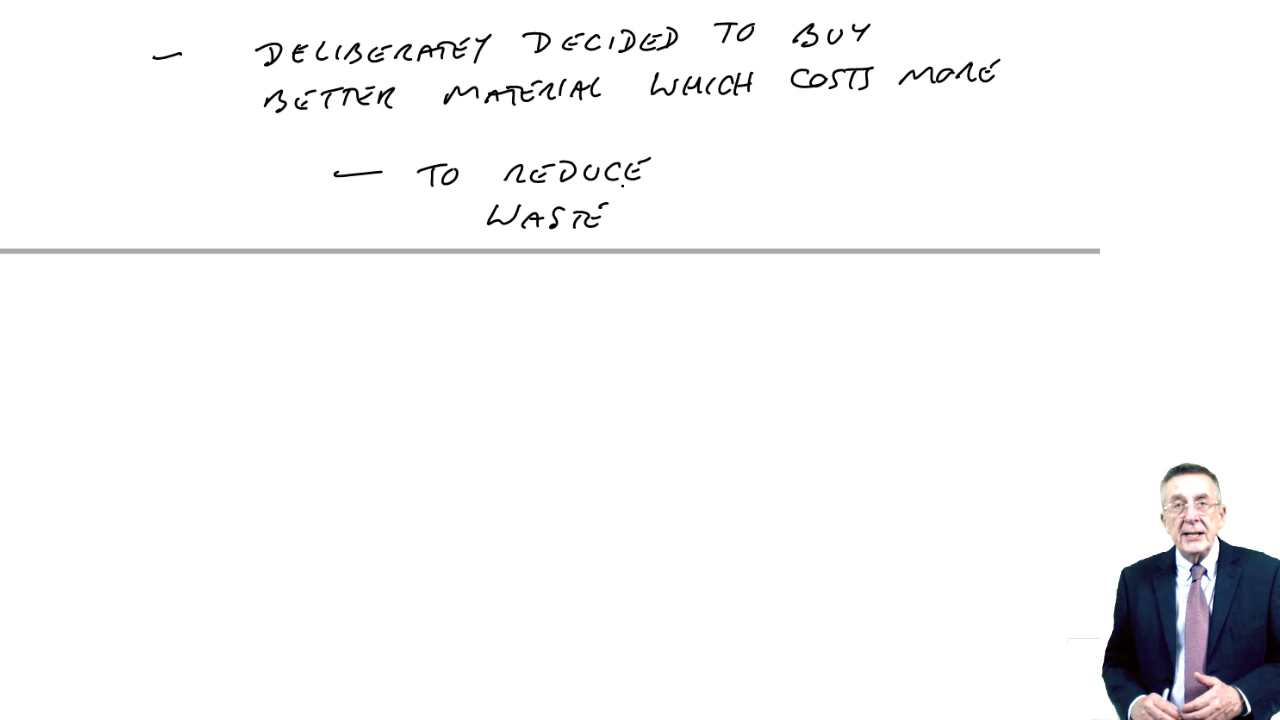 - DELIBERATEY DECIDED TO BUY
BETTER MATERIAL WHICH COSTS MORE
- TO REDUCE
WASTE